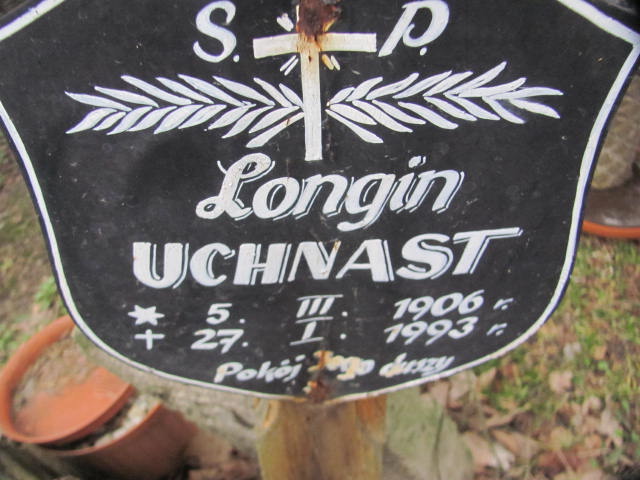 Ś. P.
Longin
UCHNAST
* 5. III. 1906 r.
+ 27. I. 1993 r.
Pokój Jego duszy